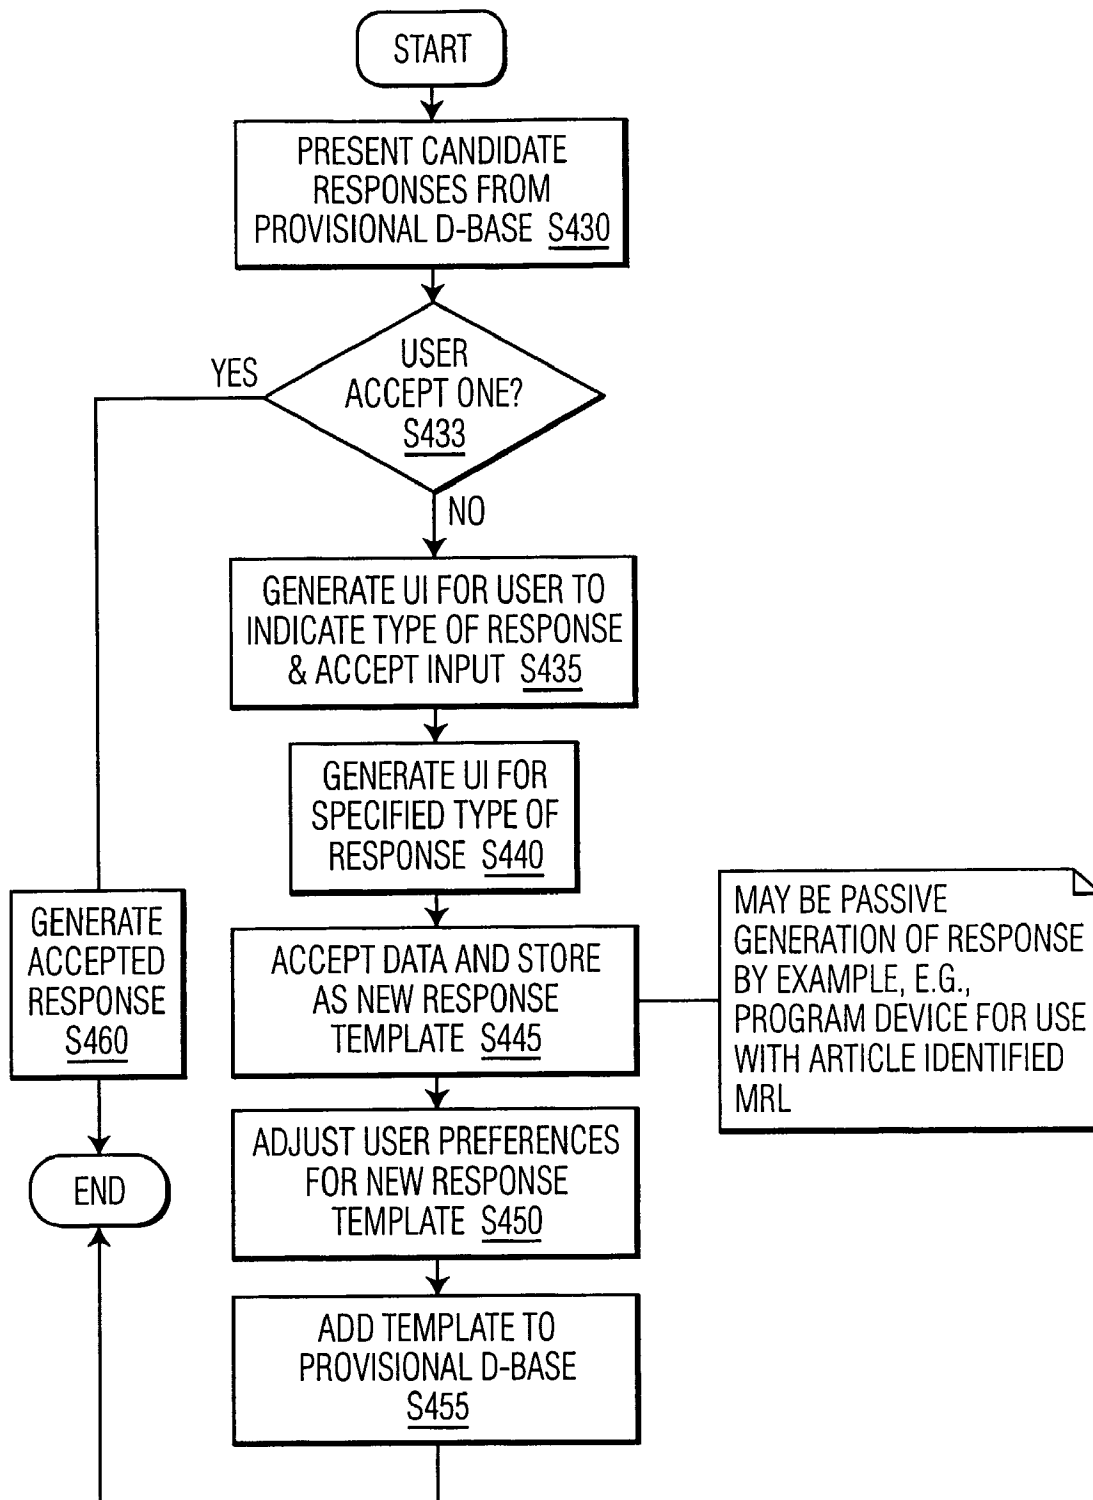 START
PRESENT CANDIDATE
RESPONSES FROM
PROVISIONAL D-BASE S430
USER
ACCEPT ONE?
S433
YES
NO
GENERATE UI FOR USER TO
INDICATE TYPE OF RESPONSE
& ACCEPT INPUT S435
GENERATE UI FOR
SPECIFIED TYPE OF
RESPONSE S440
GENERATE
ACCEPTED
RESPONSE
S460
ACCEPT DATA AND STORE
AS NEW RESPONSE
TEMPLATE S445
MAY BE PASSIVE
GENERATION OF RESPONSE
BY EXAMPLE, E.G.,
PROGRAM DEVICE FOR USE
WITH ARTICLE IDENTIFIED
MRL
ADJUST USER PREFERENCES
FOR NEW RESPONSE
TEMPLATE S450
END
ADD TEMPLATE TO
PROVISIONAL D-BASE
S455